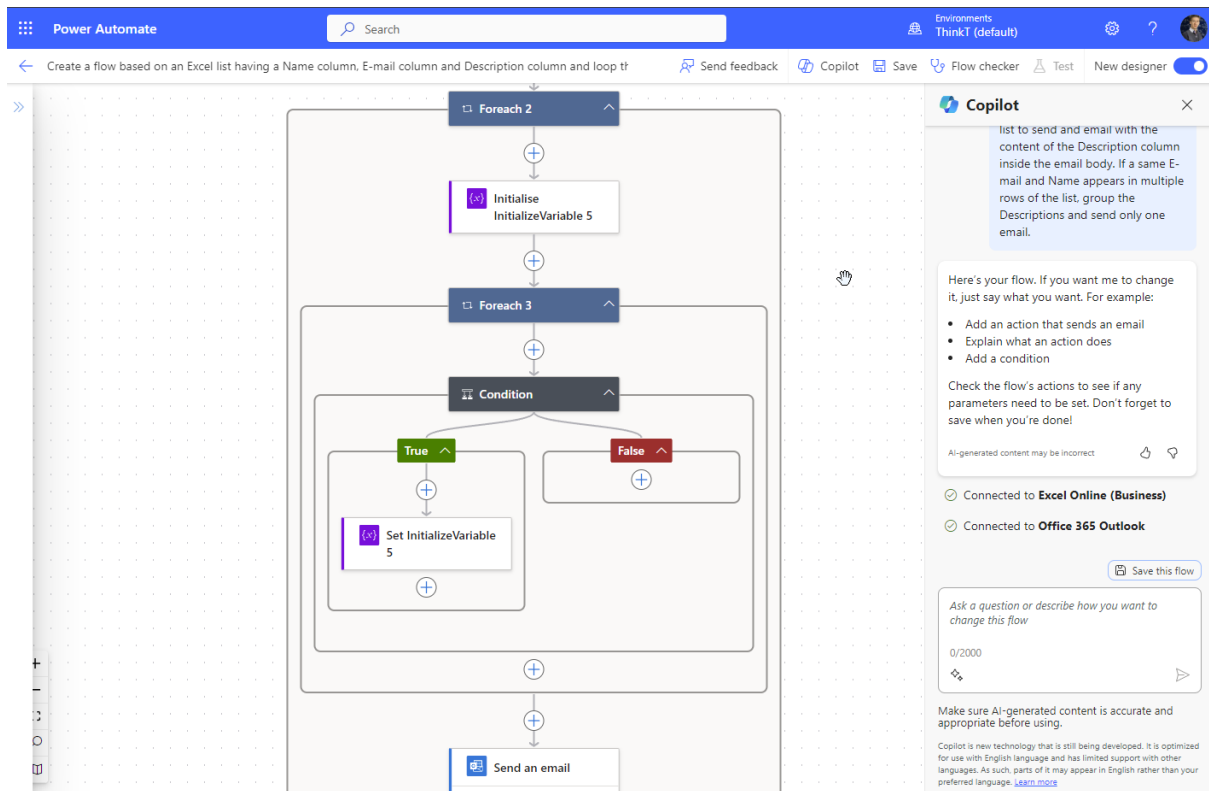 Power Automate
Search
Environments
ThinkT (default)
?
Create a flow based on an Excel list having a Name column, E-mail column and Description column and loop th
Send feedback
Copilot
Save
Flow checker
Test
New designer
Foreach 2
{x}
Initialise
InitializeVariable 5
Foreach 3
Condition
True
False
{x}
Set InitializeVariable
5
Send an email
Copilot
list to send and email with the
content of the Description column
inside the email body. If a same E-
mail and Name appears in multiple
rows of the list, group the
Descriptions and send only one
email.
Here's your flow. If you want me to change
it, just say what you want. For example:
• Add an action that sends an email
• Explain what an action does
• Add a condition
Check the flow's actions to see if any
parameters need to be set. Don't forget to
save when you're done!
AI-generated content may be incorrect
Connected to Excel Online (Business)
Connected to Office 365 Outlook
Save this flow
Ask a question or describe how you want to
change this flow
0/2000
Make sure AI-generated content is accurate and
appropriate before using.
Copilot is new technology that is still being developed. It is optimized
for use with English language and has limited support with other
languages. As such, parts of it may appear in English rather than your
preferred language. Learn more